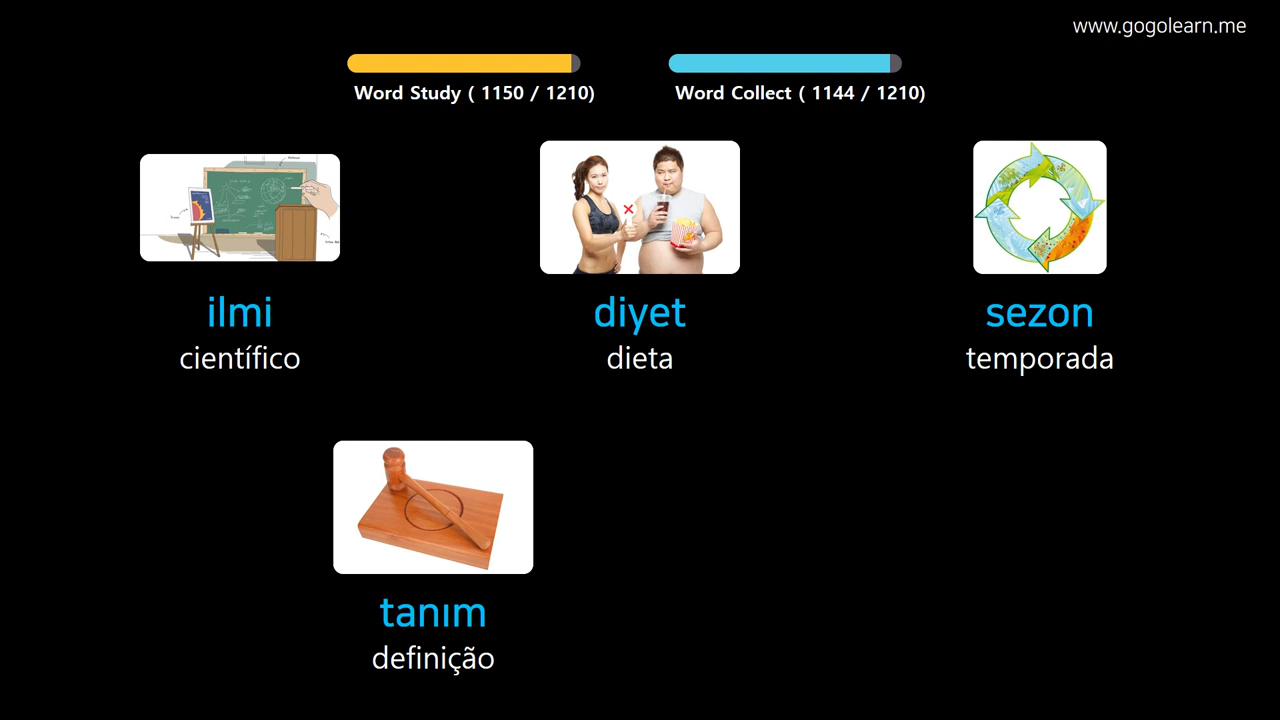 www.gogolearn.me
Word Study ( 1150 / 1210)
Word Collect ( 1144 / 1210)
ilmi
científico
diyet
dieta
sezon
temporada
tanım
definição